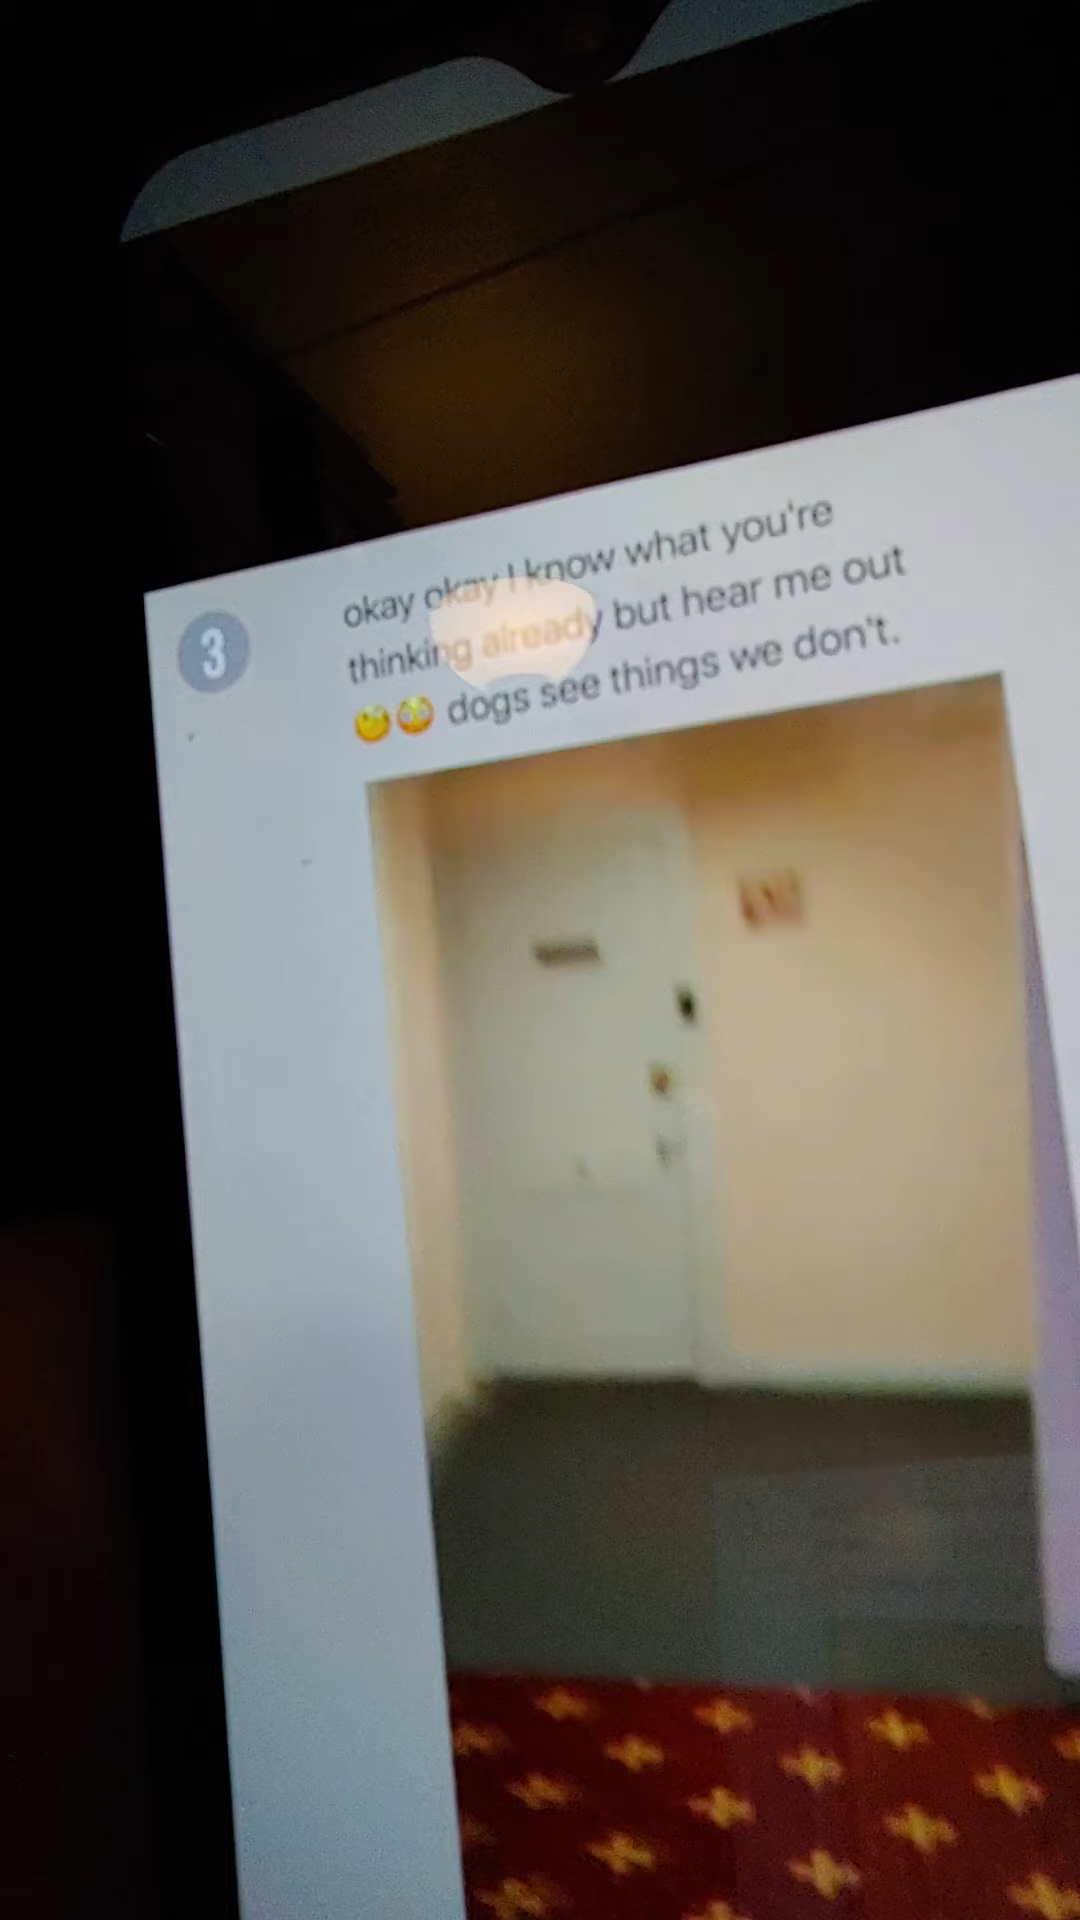 3
okay okay I know what you're
thinking already but hear me out
🤣😳 dogs see things we don't.